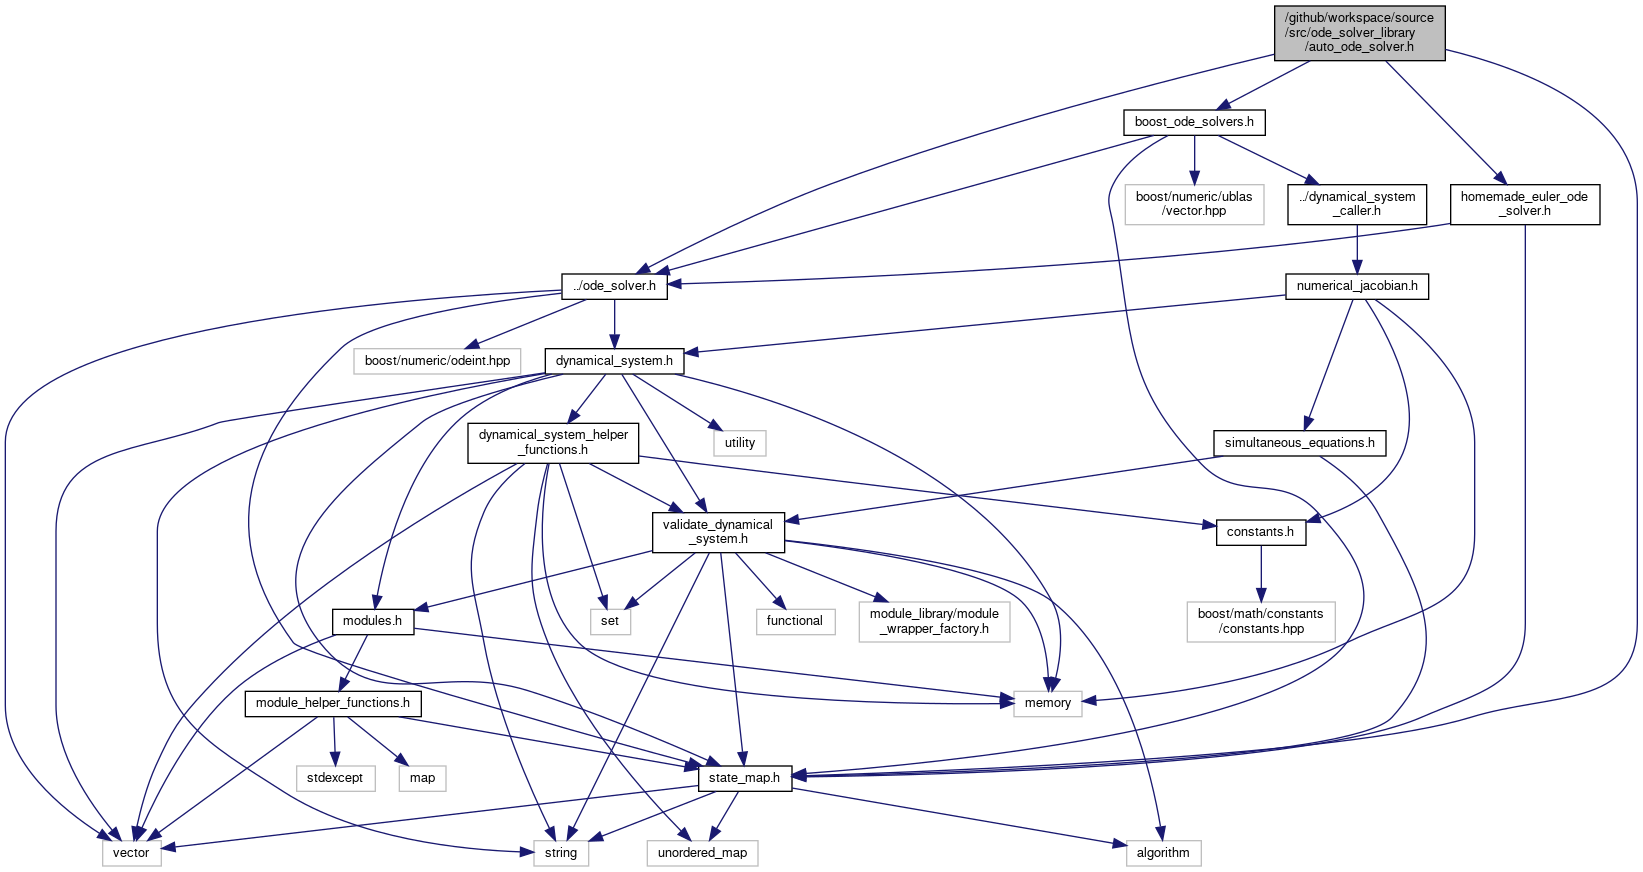 /github/workspace/source
/src/ode_solver_library
/auto_ode_solver.h
boost_ode_solvers.h
boost/numeric/ublas
/vector.hpp
../dynamical_system
_caller.h
homemade_euler_ode
_solver.h
../ode_solver.h
numerical_jacobian.h
boost/numeric/odeint.hpp
dynamical_system.h
dynamical_system_helper
_functions.h
utility
simultaneous_equations.h
validate_dynamical
_system.h
constants.h
modules.h
set
functional
module_library/module
_wrapper_factory.h
boost/math/constants
/constants.hpp
module_helper_functions.h
memory
stdexcept
map
state_map.h
vector
string
unordered_map
algorithm